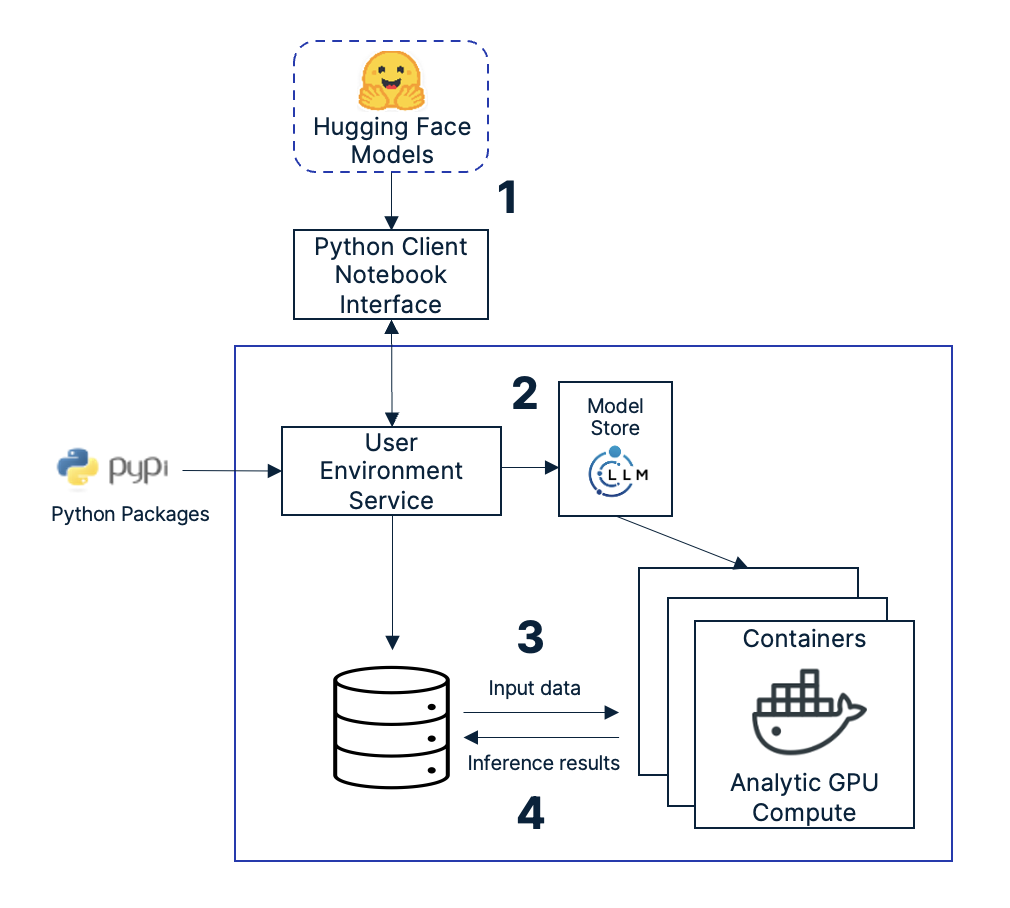 Hugging Face
Models
1
Python Client
Notebook
Interface
2
Model
Store
LLM
User
Environment
Service
pypi
Python Packages
3
Input data
Inference results
4
Containers
Analytic GPU
Compute